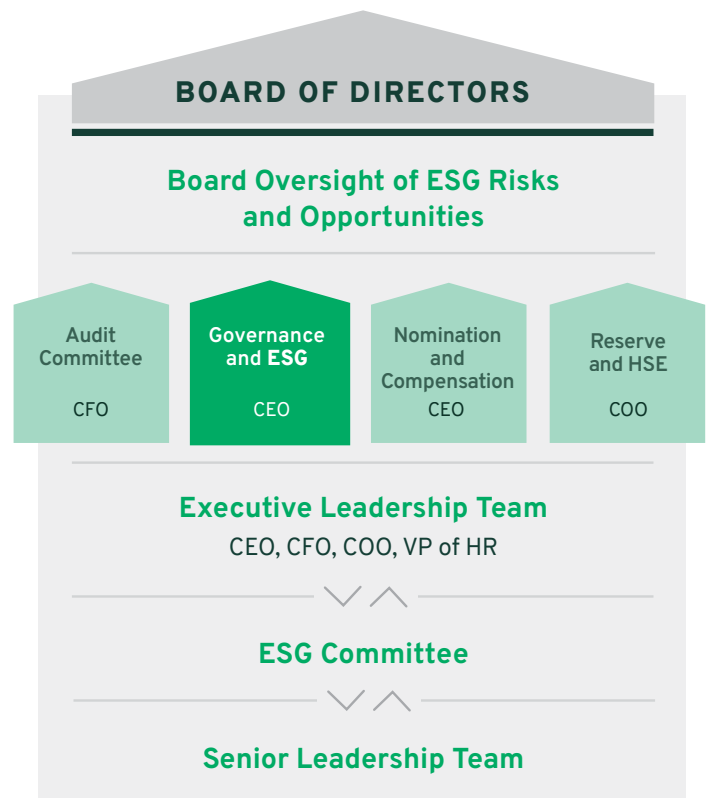 BOARD OF DIRECTORS
Board Oversight of ESG Risks
and Opportunities
Audit
Committee
CFO
Governance
and ESG
CEO
Nomination
and
Compensation
CEO
Reserve
and HSE
COO
Executive Leadership Team
CEO, CFO, COO, VP of HR
ESG Committee
Senior Leadership Team